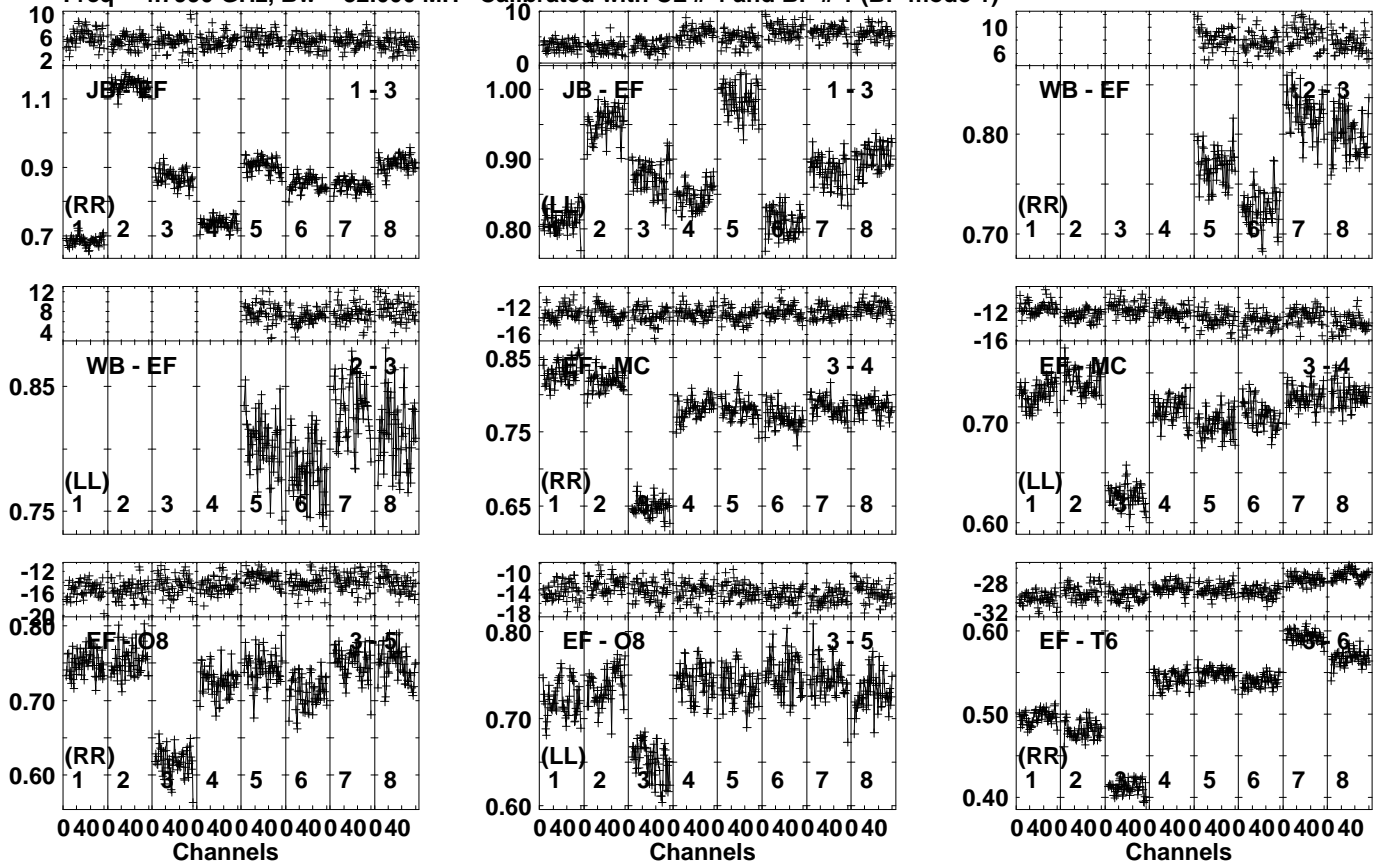 10
6
2
JB - EF 1 - 3
1.1
0.9
0.7
(RR)
1 2 3 4 5 6 7 8
10
0
JB - EF 1 - 3
1.00
0.90
0.80
(LL)
1 2 3 4 5 6 7 8
10
6
WB - EF 2 - 3
0.80
0.70
(RR)
1 2 3 4 5 6 7 8
12
8
4
WB - EF 2 - 3
0.85
0.75
(LL)
1 2 3 4 5 6 7 8
-12
-16
EF - MC 3 - 4
0.85
0.75
0.65
(RR)
1 2 3 4 5 6 7 8
-12
-16
EF - MC 3 - 4
0.70
0.60
(LL)
1 2 3 4 5 6 7 8
-12
-16
-20
EF - O8 3 - 5
0.80
0.70
0.60
(RR)
1 2 3 4 5 6 7 8
-10
-14
-18
EF - O8 3 - 5
0.80
0.70
0.60
(LL)
1 2 3 4 5 6 7 8
-28
-32
EF - T6 3 - 6
0.60
0.50
0.40
(RR)
1 2 3 4 5 6 7 8
0 40 0 40 0 40 0 40 0 40 0 40 0 40 0 40
Channels
0 40 0 40 0 40 0 40 0 40 0 40 0 40 0 40
Channels
0 40 0 40 0 40 0 40 0 40 0 40 0 40 0 40
Channels